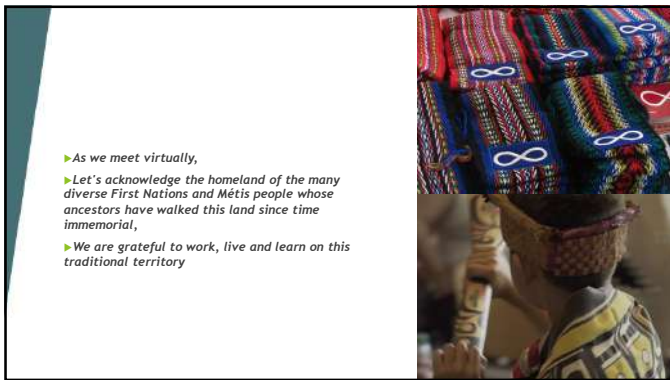 ▶As we meet virtually,
▶Let's acknowledge the homeland of the many
diverse First Nations and Métis people whose
ancestors have walked this land since time
immemorial,
▶We are grateful to work, live and learn on this
traditional territory